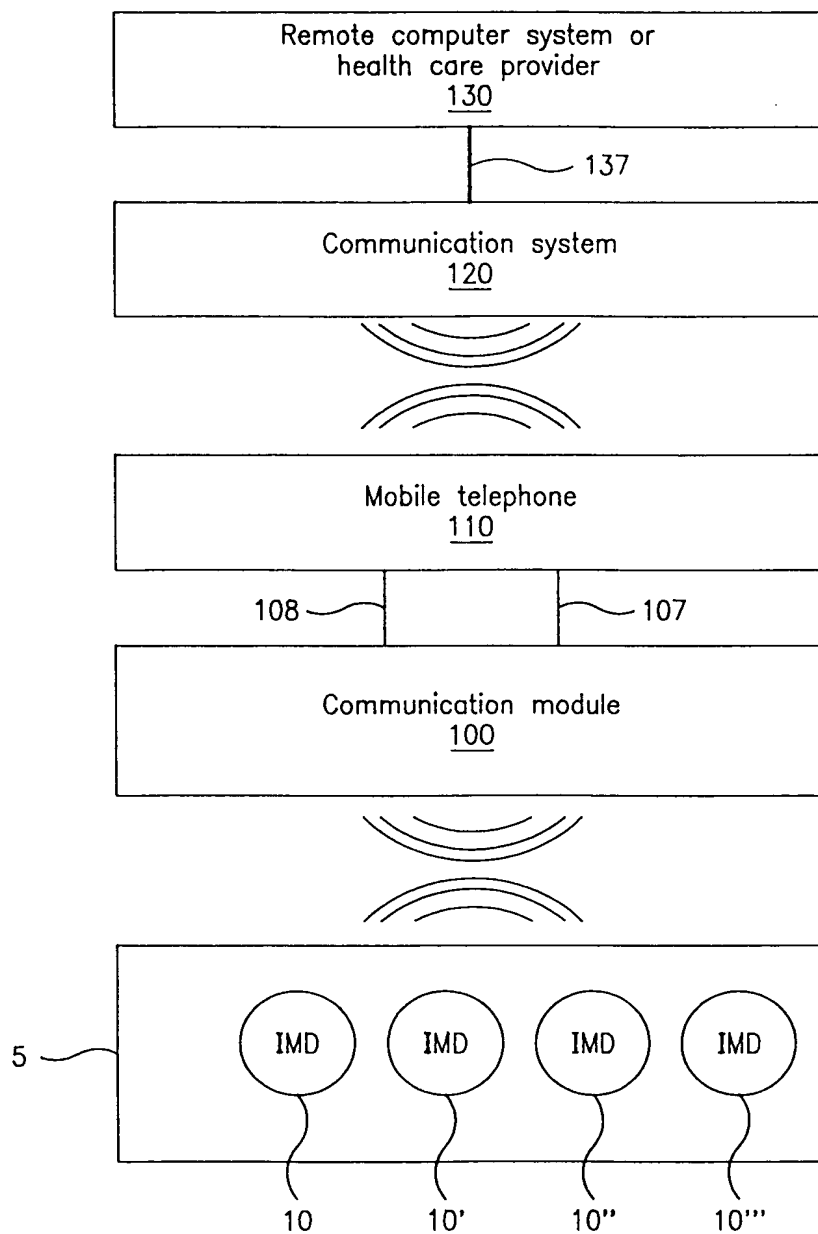 Remote computer system or
health care provider
130
137
Communication system
120
Mobile telephone
110
108
107
Communication module
100
5
IMD IMD IMD IMD
10 10' 10" 10'''